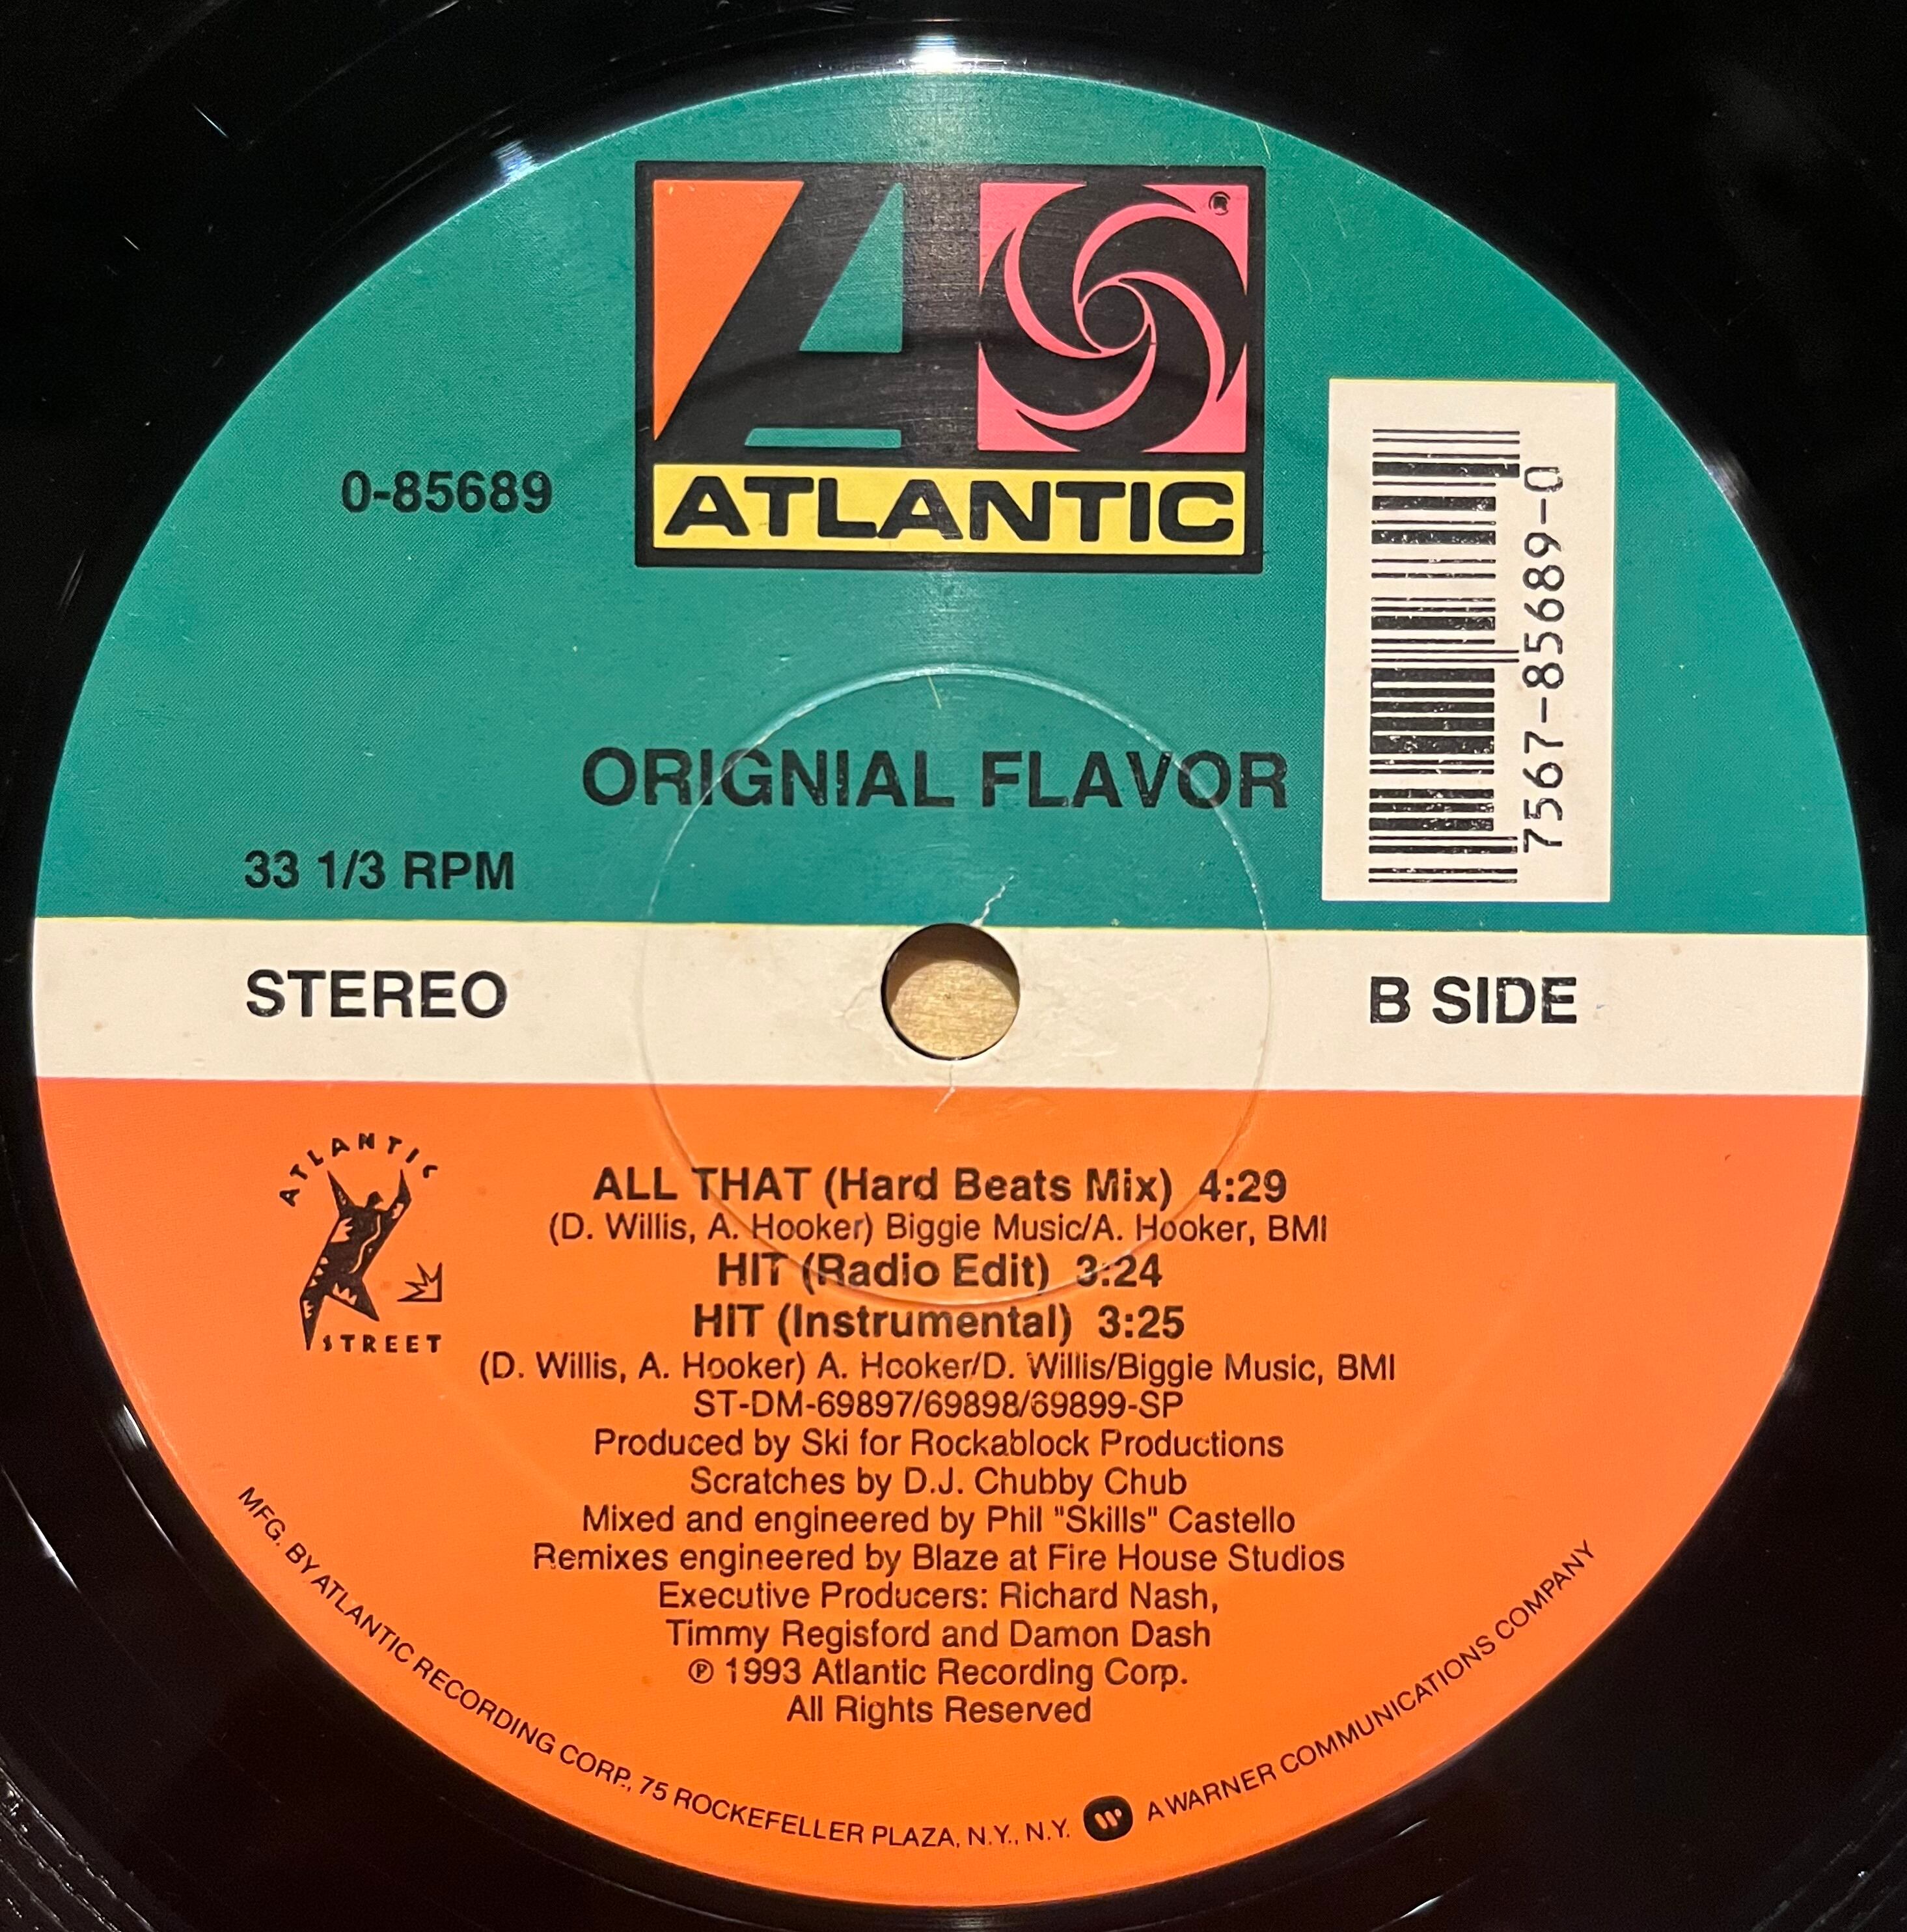 ATLANTIC
®
0-85689
7567-85689-0
ORIGNIAL FLAVOR
33 1/3 RPM
STEREO
B SIDE
ATLANTIC
STREET
ALL THAT (Hard Beats Mix) 4:29
(D. Willis, A. Hooker) Biggie Music/A. Hooker, BMI
HIT (Radio Edit) 3:24
HIT (Instrumental) 3:25
(D. Willis, A. Hooker) A. Hooker/D. Willis/Biggie Music, BMI
ST-DM-69897/69898/69899-SP
Produced by Ski for Rockablock Productions
Scratches by D.J. Chubby Chub
Mixed and engineered by Phil "Skills" Castello
Remixes engineered by Blaze at Fire House Studios
Executive Producers: Richard Nash,
Timmy Regisford and Damon Dash
℗ 1993 Atlantic Recording Corp.
All Rights Reserved
MFG. BY ATLANTIC RECORDING CORP., 75 ROCKEFELLER PLAZA, N.Y., N.Y. A WARNER COMMUNICATIONS COMPANY